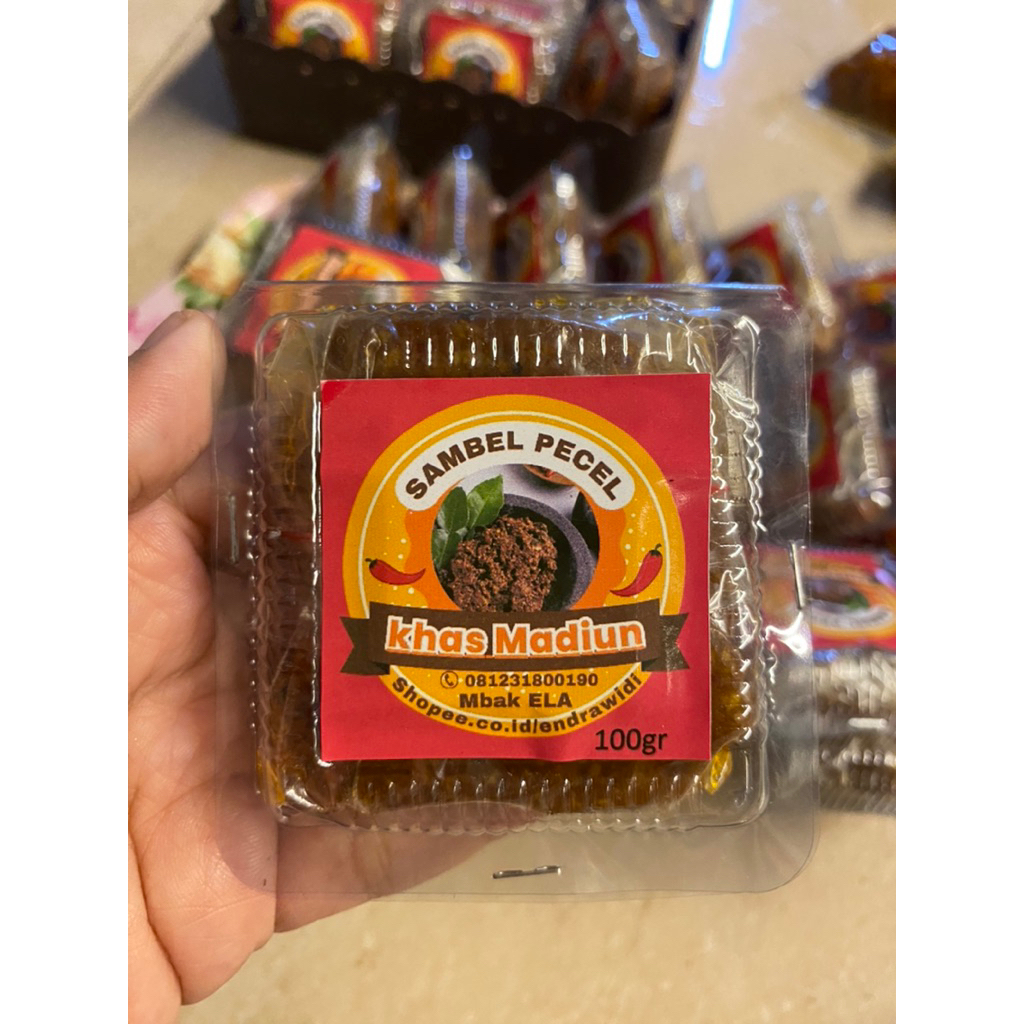 SAMBEL PECEL
khas Madiun
081231800190
Mbak ELA
Shopee.co.id/endrawidi
100gr